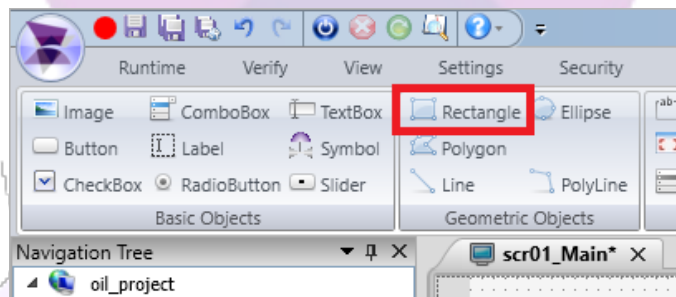 Runtime Verify View Settings Security
Image ComboBox TextBox Rectangle Ellipse
Button Label Symbol Polygon
CheckBox RadioButton Slider Line PolyLine
Basic Objects Geometric Objects
Navigation Tree scr01_Main*
oil_project